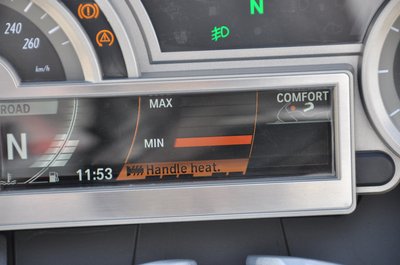 N
240
260
km/h
ROAD
MAX
COMFORT
MIN
N
11:53
Handle heat.